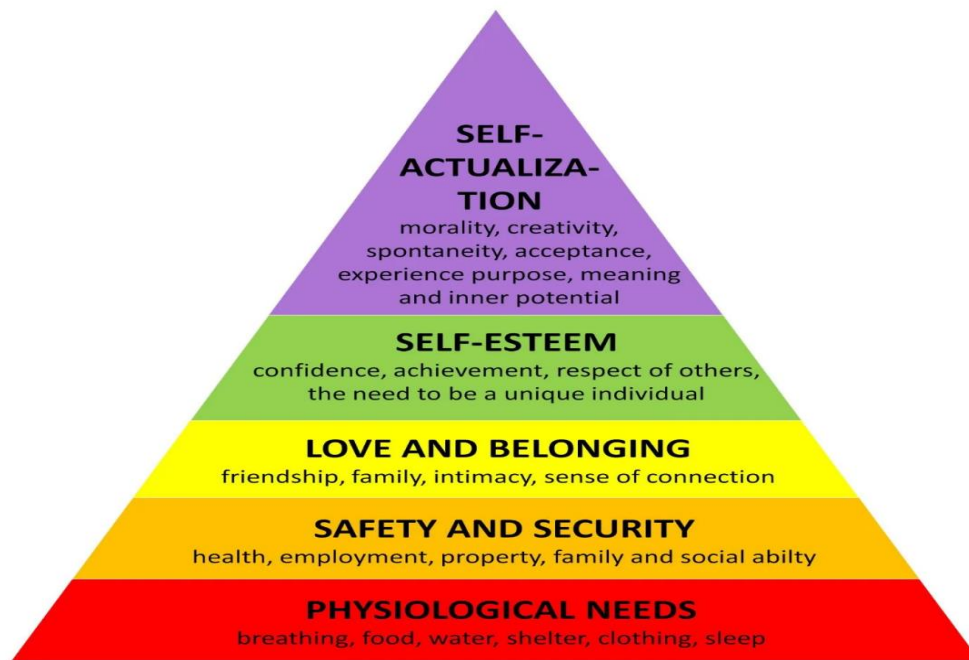 SELF-
ACTUALIZA-
TION
morality, creativity,
spontaneity, acceptance,
experience purpose, meaning
and inner potential
SELF-ESTEEM
confidence, achievement, respect of others,
the need to be a unique individual
LOVE AND BELONGING
friendship, family, intimacy, sense of connection
SAFETY AND SECURITY
health, employment, property, family and social abilty
PHYSIOLOGICAL NEEDS
breathing, food, water, shelter, clothing, sleep